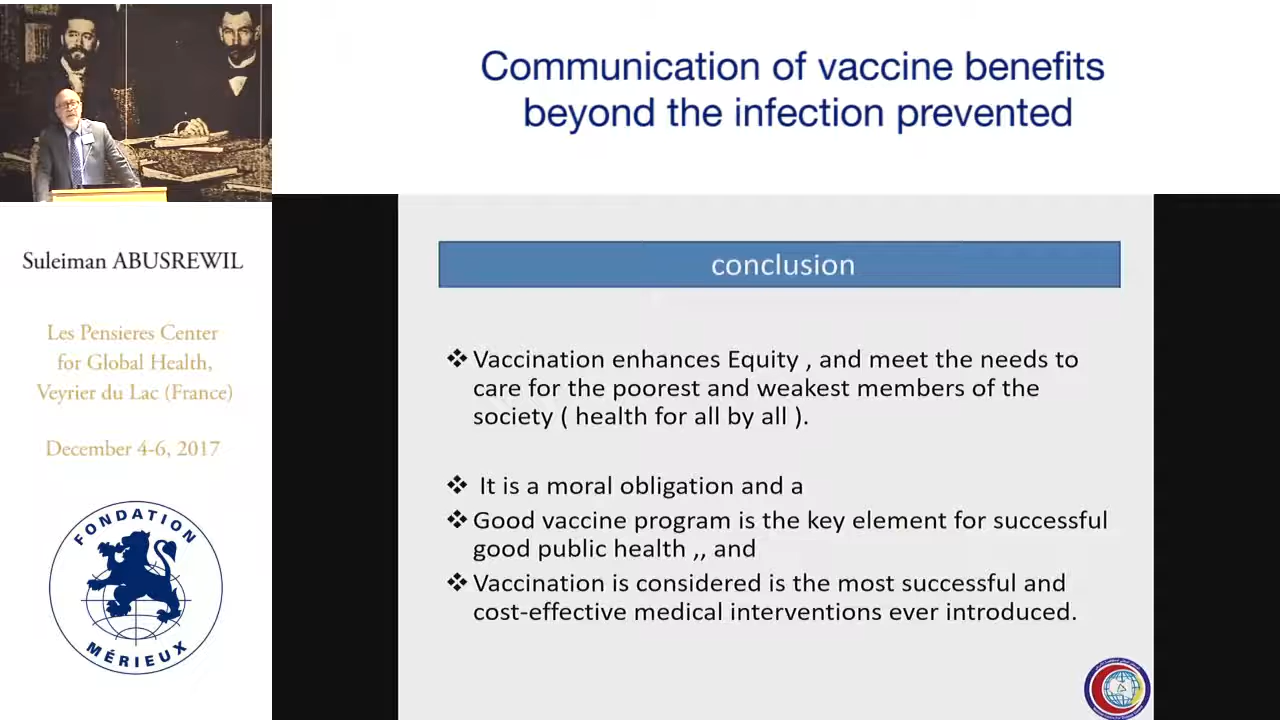 Communication of vaccine benefits
beyond the infection prevented
Suleiman ABUSREWIL
Les Pensieres Center
for Global Health,
Veyrier du Lac (France)
December 4-6, 2017
FONDATION
MÉRIEUX
conclusion
❖ Vaccination enhances Equity , and meet the needs to
care for the poorest and weakest members of the
society ( health for all by all ).
❖ It is a moral obligation and a
❖ Good vaccine program is the key element for successful
good public health ,, and
❖ Vaccination is considered is the most successful and
cost-effective medical interventions ever introduced.